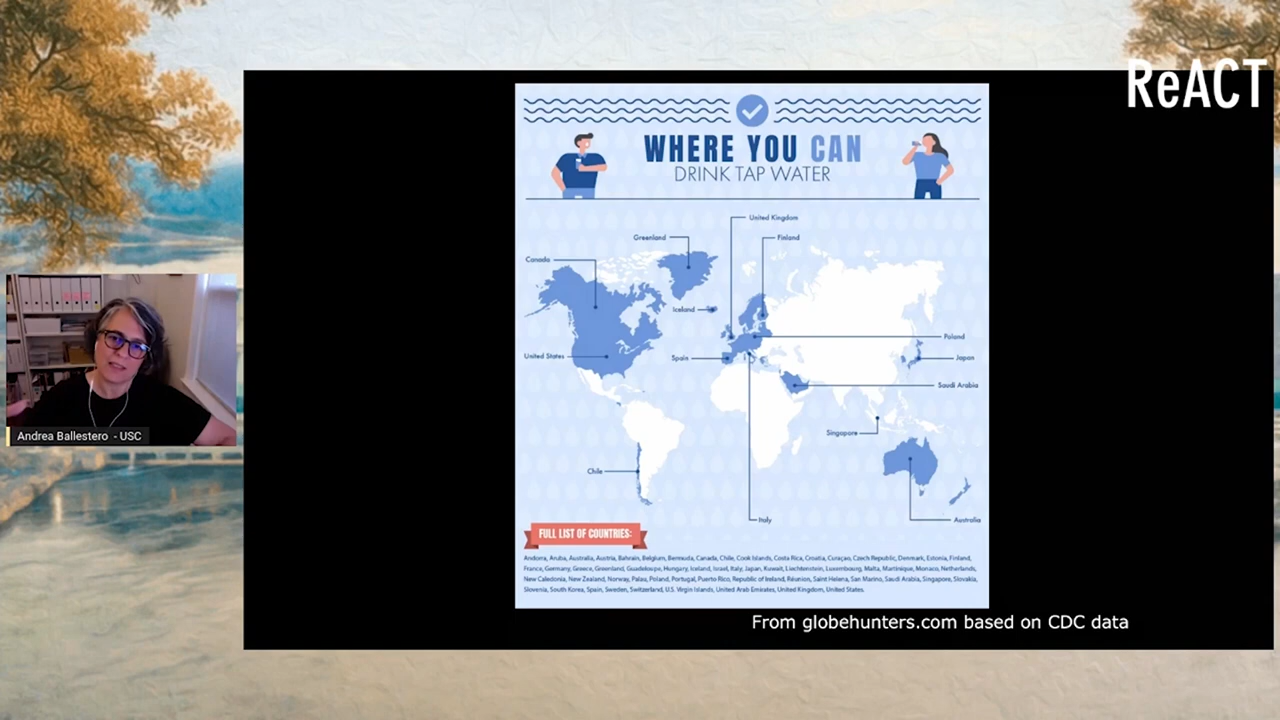 ReACT
WHERE YOU CAN
DRINK TAP WATER
United Kingdom
Greenland
Finland
Canada
Iceland
Poland
United States
Spain
Japan
Saudi Arabia
Singapore
Chile
Italy
Australia
FULL LIST OF COUNTRIES:
Andorra, Aruba, Australia, Austria, Bahrain, Belgium, Bermuda, Canada, Chile, Cook Islands, Costa Rica, Croatia, Curaçao, Czech Republic, Denmark, Estonia, Finland,
France, Germany, Greece, Greenland, Guadeloupe, Hungary, Iceland, Israel, Italy, Japan, Kuwait, Liechtenstein, Luxembourg, Malta, Martinique, Monaco, Netherlands,
New Caledonia, New Zealand, Norway, Palau, Poland, Portugal, Puerto Rico, Republic of Ireland, Réunion, Saint Helena, San Marino, Saudi Arabia, Singapore, Slovakia,
Slovenia, South Korea, Spain, Sweden, Switzerland, U.S. Virgin Islands, United Arab Emirates, United Kingdom, United States.
From globehunters.com based on CDC data
Andrea Ballestero - USC